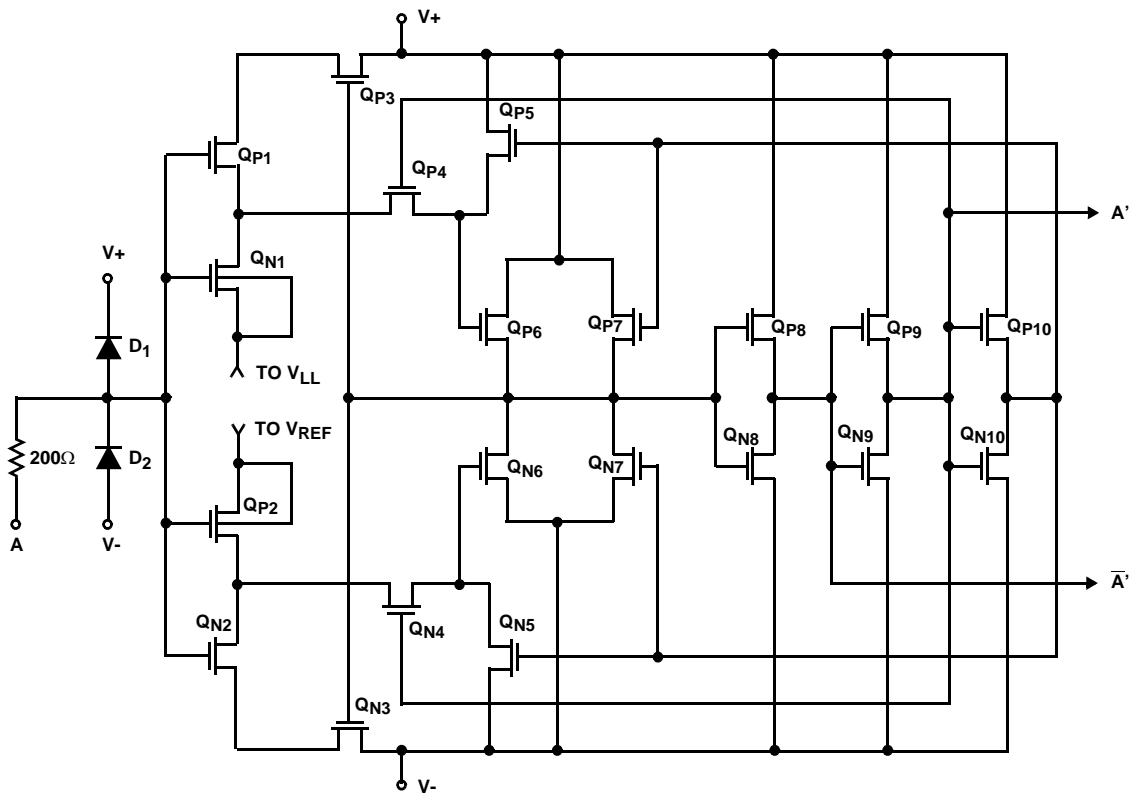 V+
QP3
QP5
QP1
QP4
A'
V+
QN1
QP6
QP7
QP8
QP9
QP10
D1
TO VLL
TO VREF
200Ω
D2
QN6
QN7
QN8
QN9
QN10
QP2
A
V-
A̅'
QN2
QN4
QN5
QN3
V-